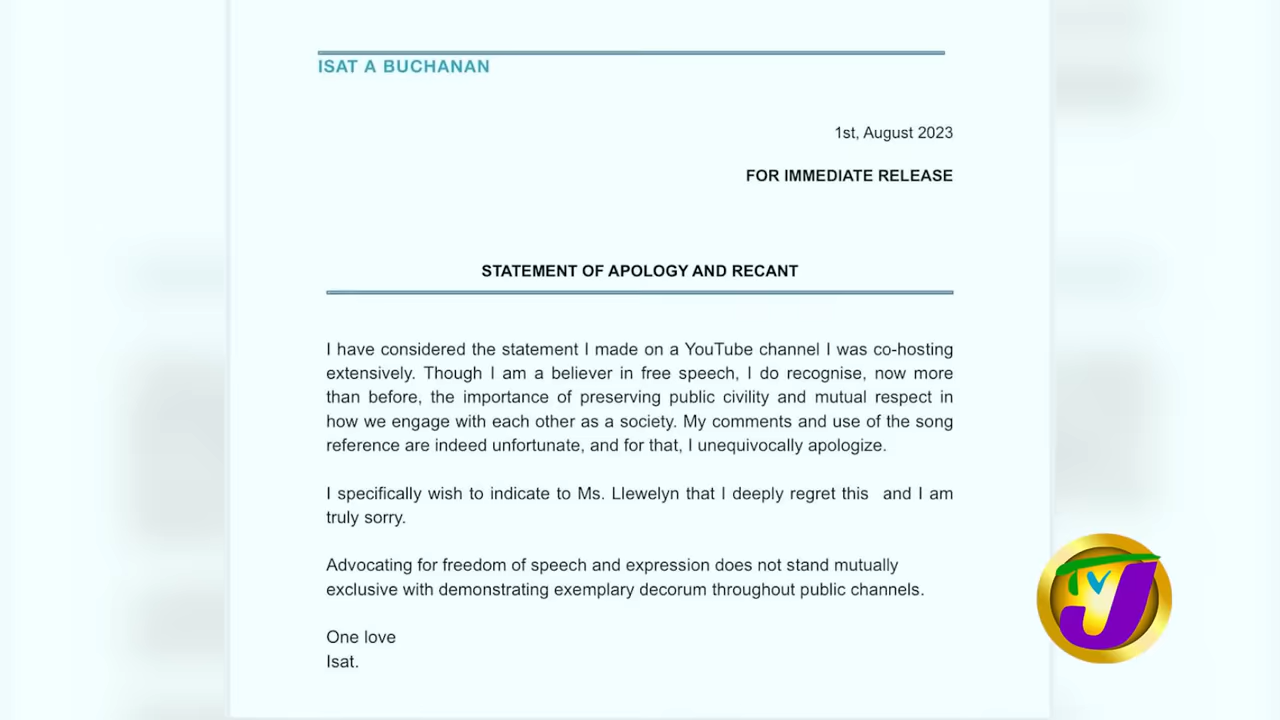 ISAT A BUCHANAN
1st, August 2023
FOR IMMEDIATE RELEASE
STATEMENT OF APOLOGY AND RECANT
I have considered the statement I made on a YouTube channel I was co-hosting
extensively. Though I am a believer in free speech, I do recognise, now more
than before, the importance of preserving public civility and mutual respect in
how we engage with each other as a society. My comments and use of the song
reference are indeed unfortunate, and for that, I unequivocally apologize.
I specifically wish to indicate to Ms. Llewelyn that I deeply regret this  and I am
truly sorry.
Advocating for freedom of speech and expression does not stand mutually
exclusive with demonstrating exemplary decorum throughout public channels.
One love
Isat.
TVJ